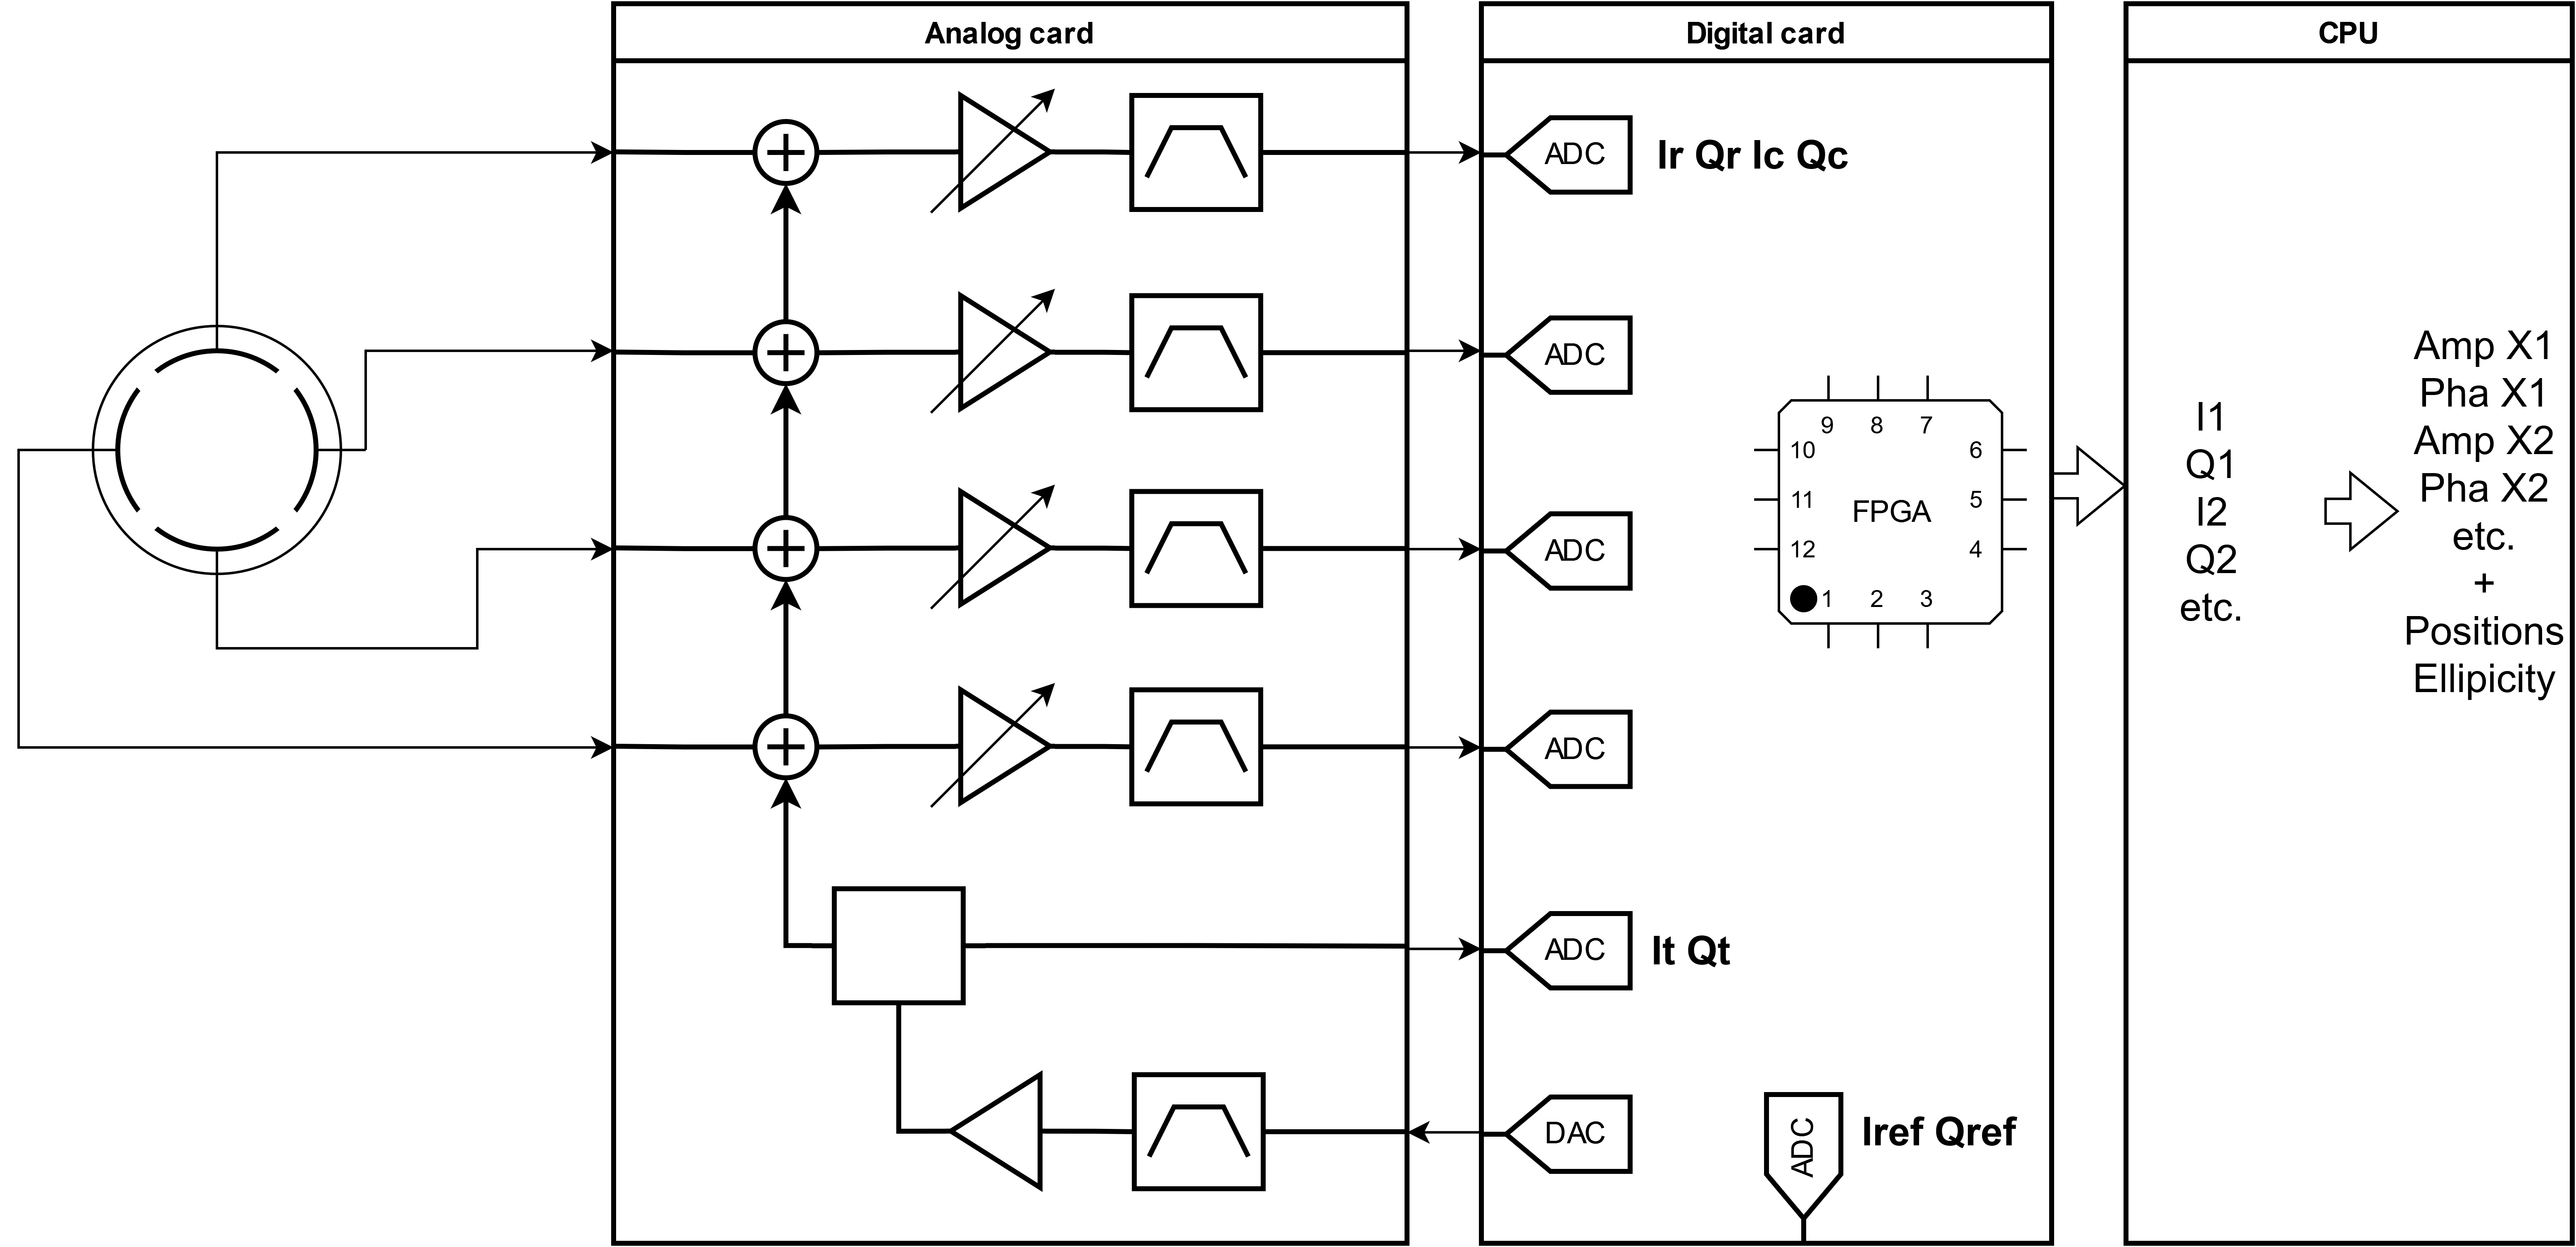 Analog card
Digital card
CPU
ADC
Ir Qr Ic Qc
ADC
ADC
ADC
ADC
It Qt
DAC
ADC
Iref Qref
9 8 7
10 6
11 FPGA 5
12 4
1 2 3
I1
Q1
I2
Q2
etc.
Amp X1
Pha X1
Amp X2
Pha X2
etc.
+
Positions
Ellipicity